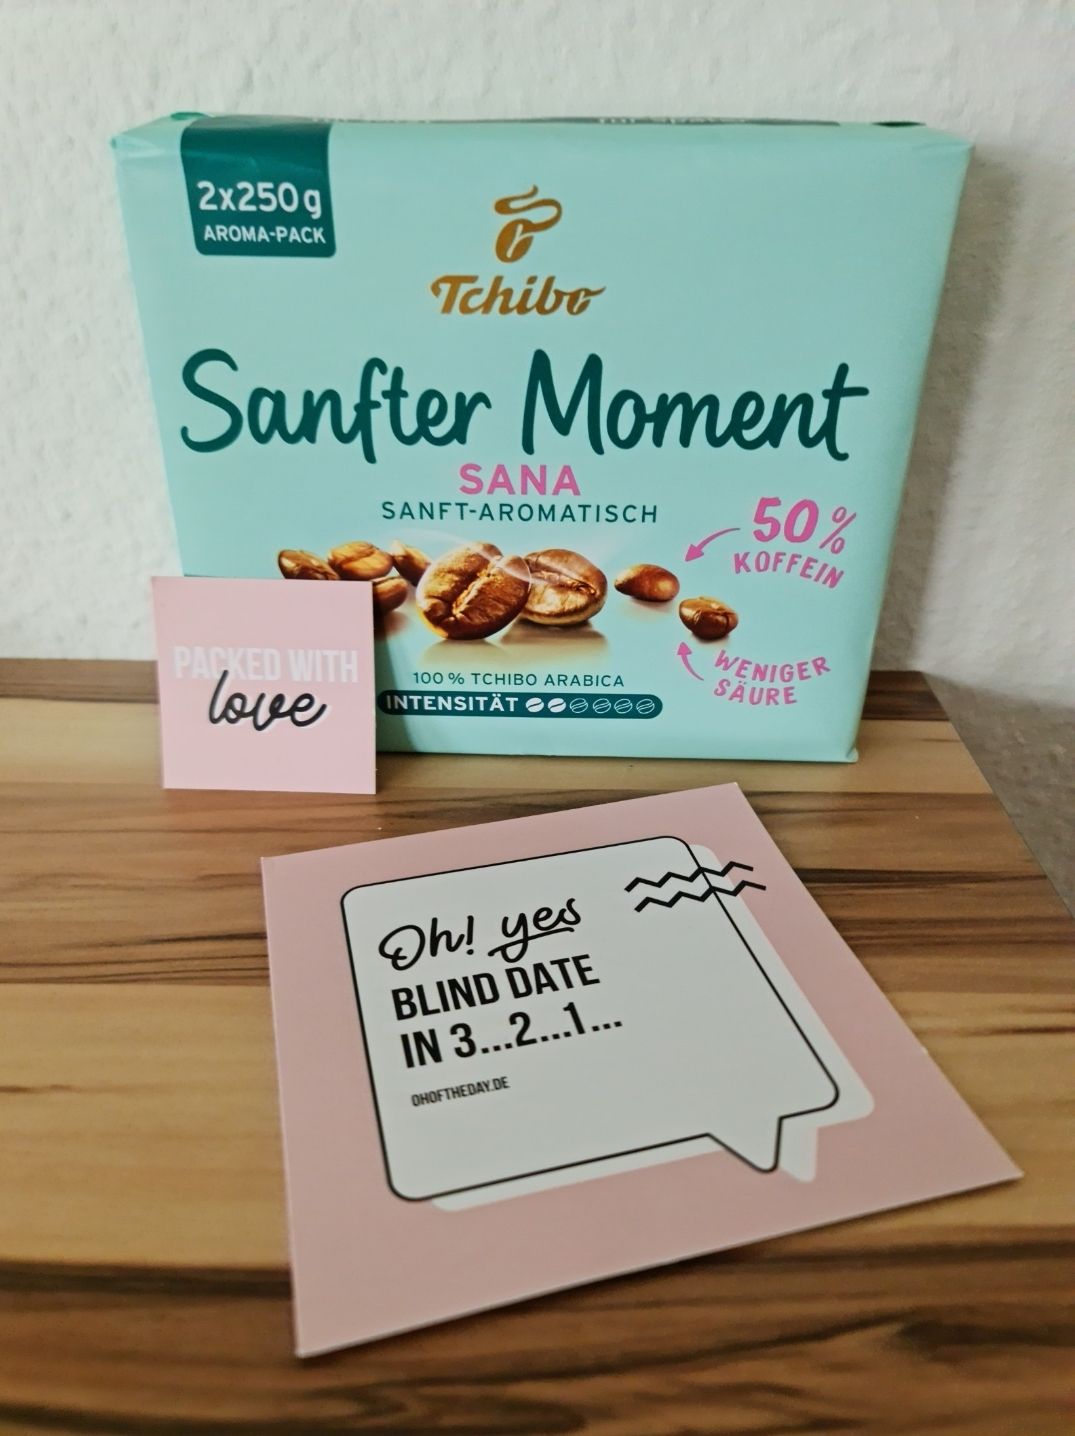 2x250g
AROMA-PACK
Tchibo
Sanfter Moment
SANA
SANFT-AROMATISCH
50%
KOFFEIN
WENIGER
SÄURE
100 % TCHIBO ARABICA
INTENSITÄT
PACKED WITH
love
Oh! yes
BLIND DATE
IN 3...2...1...
OHOFTHEDAY.DE